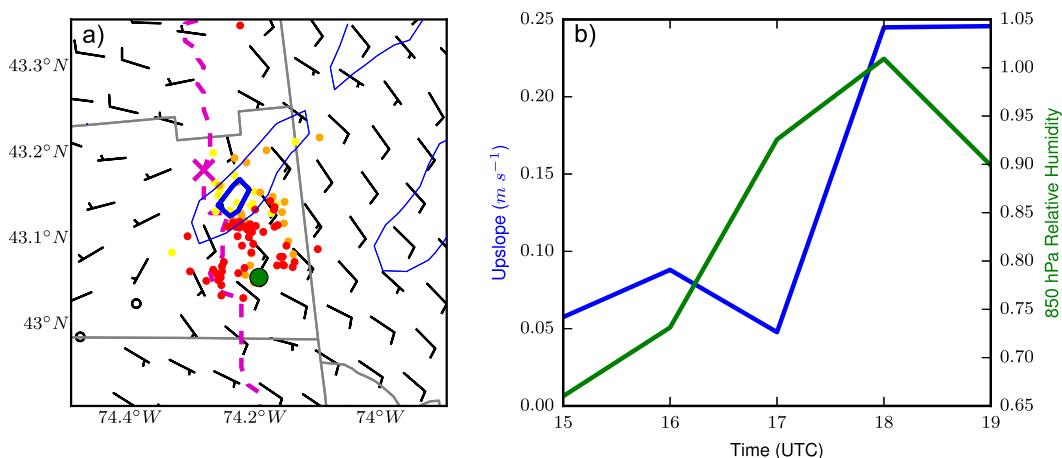 a)
43.3° N
43.2° N
43.1° N
43° N
74.4° W
74.2° W
74° W
b)
0.25
0.20
0.15
0.10
0.05
0.00
Upslope (m s⁻¹)
15
16
17
18
19
Time (UTC)
1.05
1.00
0.95
0.90
0.85
0.80
0.75
0.70
0.65
850 hPa Relative Humidity